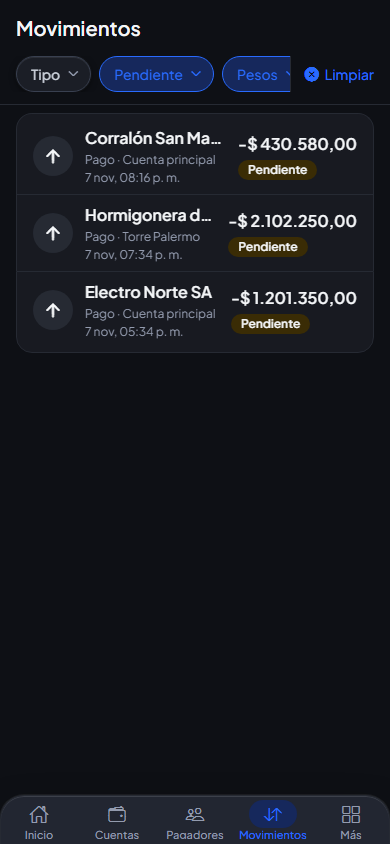 Movimientos
Tipo Pendiente Pesos Limpiar
Corralón San Ma... -$ 430.580,00
Pago · Cuenta principal Pendiente
7 nov, 08:16 p. m.
Hormigonera d... -$ 2.102.250,00
Pago · Torre Palermo Pendiente
7 nov, 07:34 p. m.
Electro Norte SA -$ 1.201.350,00
Pago · Cuenta principal Pendiente
7 nov, 05:34 p. m.
Inicio Cuentas Pagadores Movimientos Más